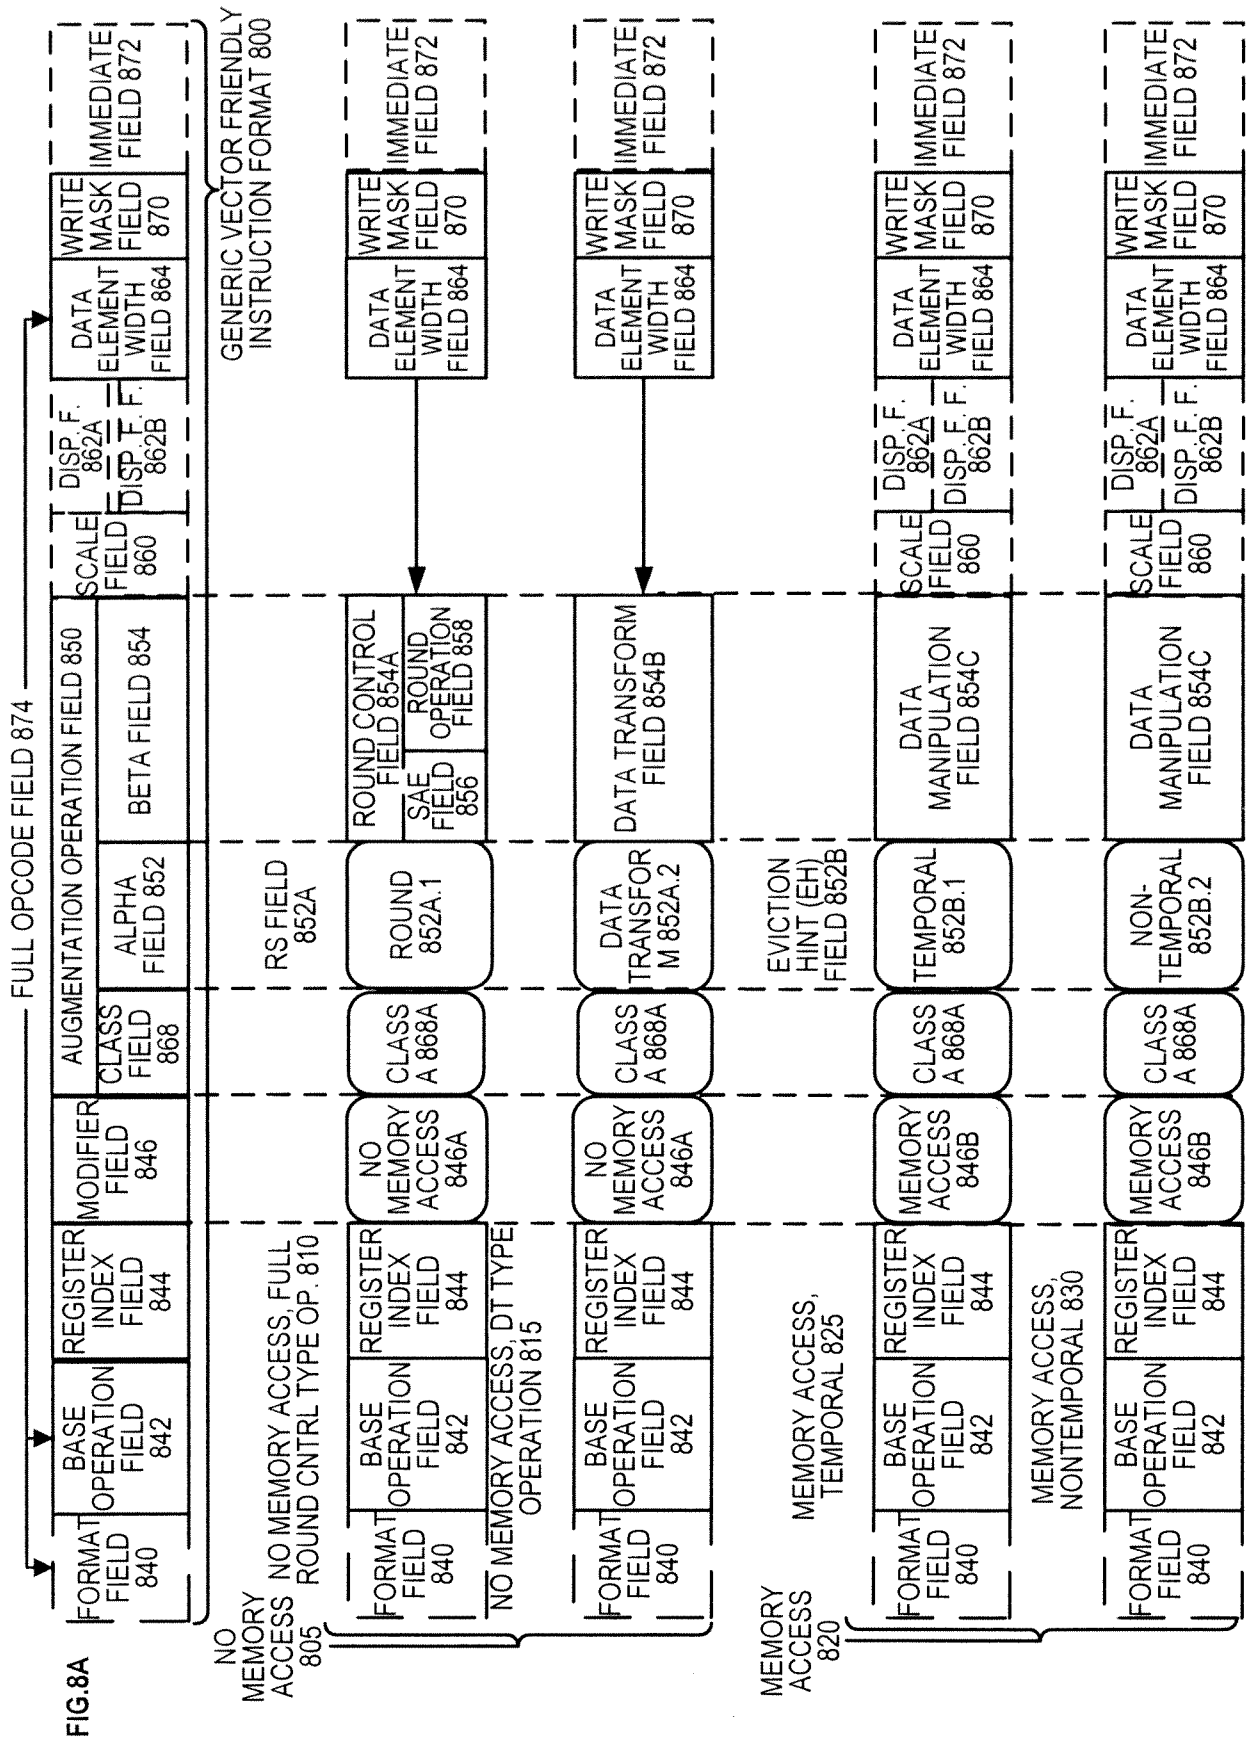 FIG.8A
FULL OPCODE FIELD 874
FORMAT
FIELD
840
BASE
OPERATION
FIELD
842
REGISTER
INDEX
FIELD
844
MODIFIER
FIELD
846
AUGMENTATION OPERATION FIELD 850
CLASS
FIELD
868
ALPHA
FIELD 852
BETA FIELD 854
SCALE
FIELD
860
DISP. F.
862A
DISP. F. F.
862B
DATA
ELEMENT
WIDTH
FIELD 864
WRITE
MASK
FIELD
870
IMMEDIATE
FIELD 872
GENERIC VECTOR FRIENDLY
INSTRUCTION FORMAT 800
NO
MEMORY
ACCESS
805
NO MEMORY ACCESS, FULL
ROUND CNTRL TYPE OP. 810
RS FIELD
852A
FORMAT
FIELD
840
BASE
OPERATION
FIELD
842
REGISTER
INDEX
FIELD
844
NO
MEMORY
ACCESS
846A
CLASS
A 868A
ROUND
852A.1
ROUND CONTROL
FIELD 854A
SAE
FIELD
856
ROUND
OPERATION
FIELD 858
DATA
ELEMENT
WIDTH
FIELD 864
WRITE
MASK
FIELD
870
IMMEDIATE
FIELD 872
NO MEMORY ACCESS, DT TYPE
OPERATION 815
FORMAT
FIELD
840
BASE
OPERATION
FIELD
842
REGISTER
INDEX
FIELD
844
NO
MEMORY
ACCESS
846A
CLASS
A 868A
DATA
TRANSFOR
M 852A.2
DATA TRANSFORM
FIELD 854B
DATA
ELEMENT
WIDTH
FIELD 864
WRITE
MASK
FIELD
870
IMMEDIATE
FIELD 872
MEMORY
ACCESS
820
MEMORY ACCESS,
TEMPORAL 825
EVICTION
HINT (EH)
FIELD 852B
FORMAT
FIELD
840
BASE
OPERATION
FIELD
842
REGISTER
INDEX
FIELD
844
MEMORY
ACCESS
846B
CLASS
A 868A
TEMPORAL
852B.1
DATA
MANIPULATION
FIELD 854C
SCALE
FIELD
860
DISP. F.
862A
DISP. F. F.
862B
DATA
ELEMENT
WIDTH
FIELD 864
WRITE
MASK
FIELD
870
IMMEDIATE
FIELD 872
MEMORY ACCESS,
NONTEMPORAL 830
FORMAT
FIELD
840
BASE
OPERATION
FIELD
842
REGISTER
INDEX
FIELD
844
MEMORY
ACCESS
846B
CLASS
A 868A
NON-
TEMPORAL
852B.2
DATA
MANIPULATION
FIELD 854C
SCALE
FIELD
860
DISP. F.
862A
DISP. F. F.
862B
DATA
ELEMENT
WIDTH
FIELD 864
WRITE
MASK
FIELD
870
IMMEDIATE
FIELD 872